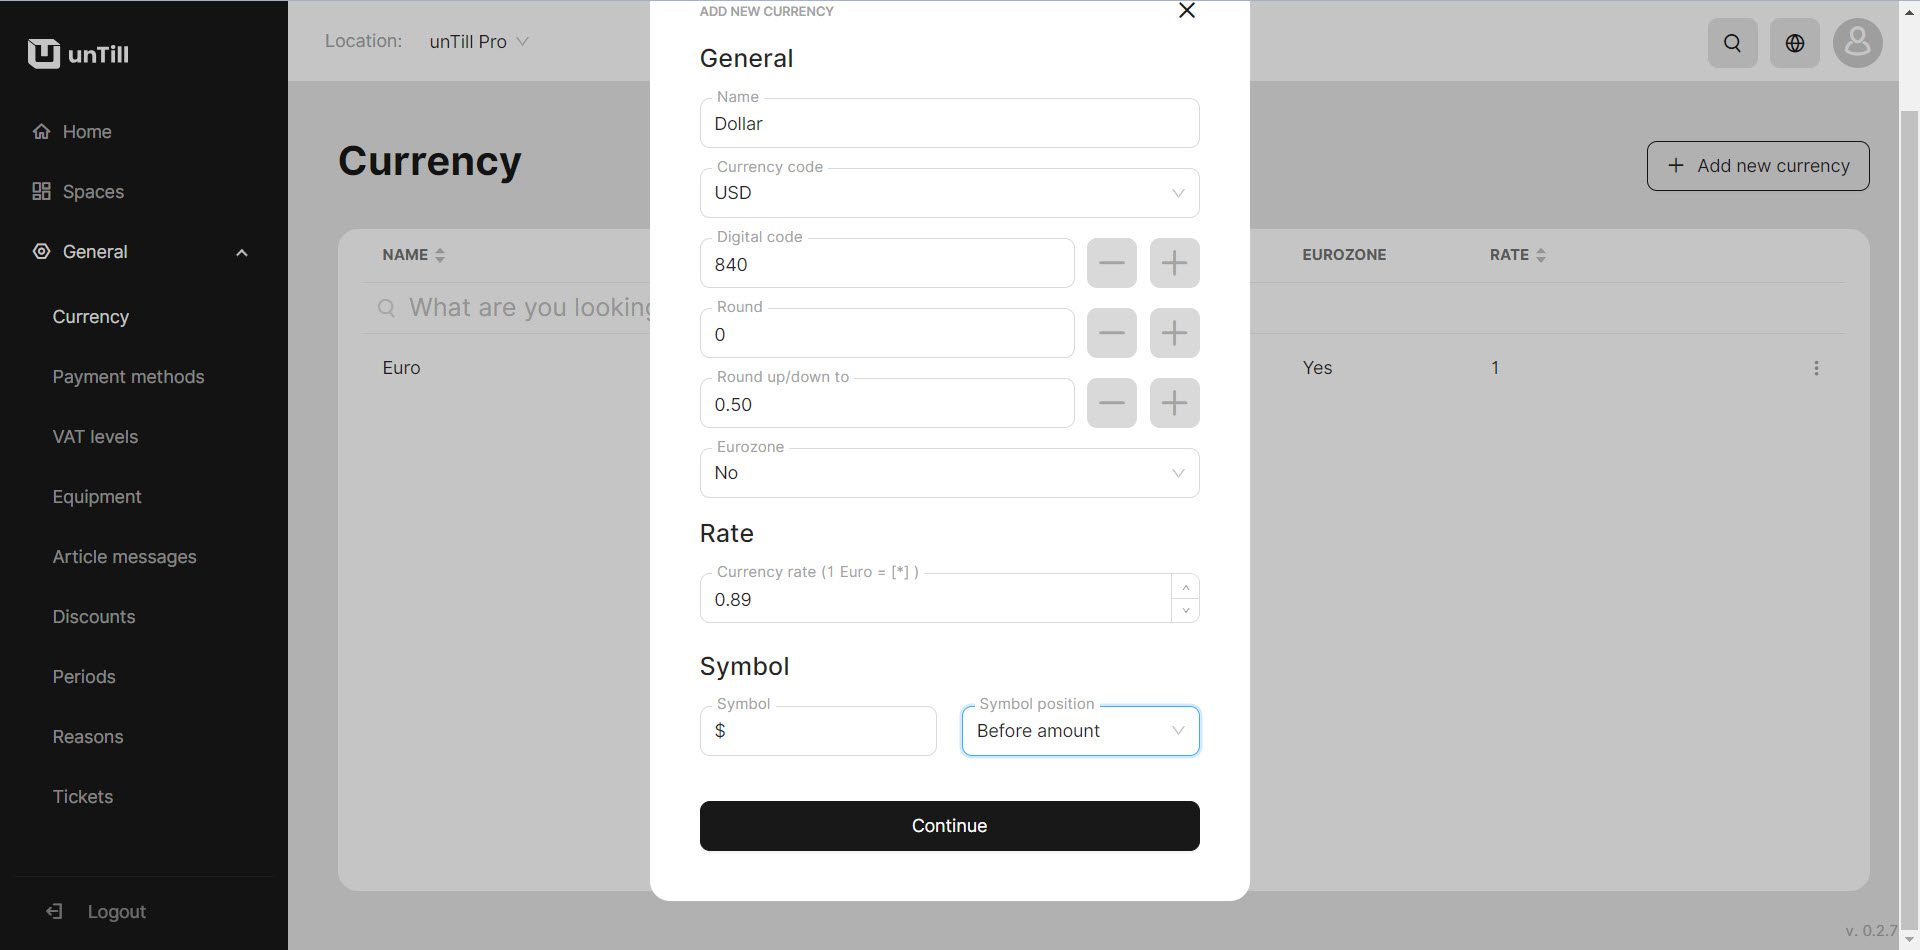 unTill
Home
Spaces
General
Currency
Payment methods
VAT levels
Equipment
Article messages
Discounts
Periods
Reasons
Tickets
Logout
Location: unTill Pro
Currency
Add new currency
NAME EUROZONE RATE
What are you looking
Euro Yes 1
ADD NEW CURRENCY
General
Name
Dollar
Currency code
USD
Digital code
840
Round
0
Round up/down to
0.50
Eurozone
No
Rate
Currency rate (1 Euro = [*] )
0.89
Symbol
Symbol
$
Symbol position
Before amount
Continue
v. 0.2.7